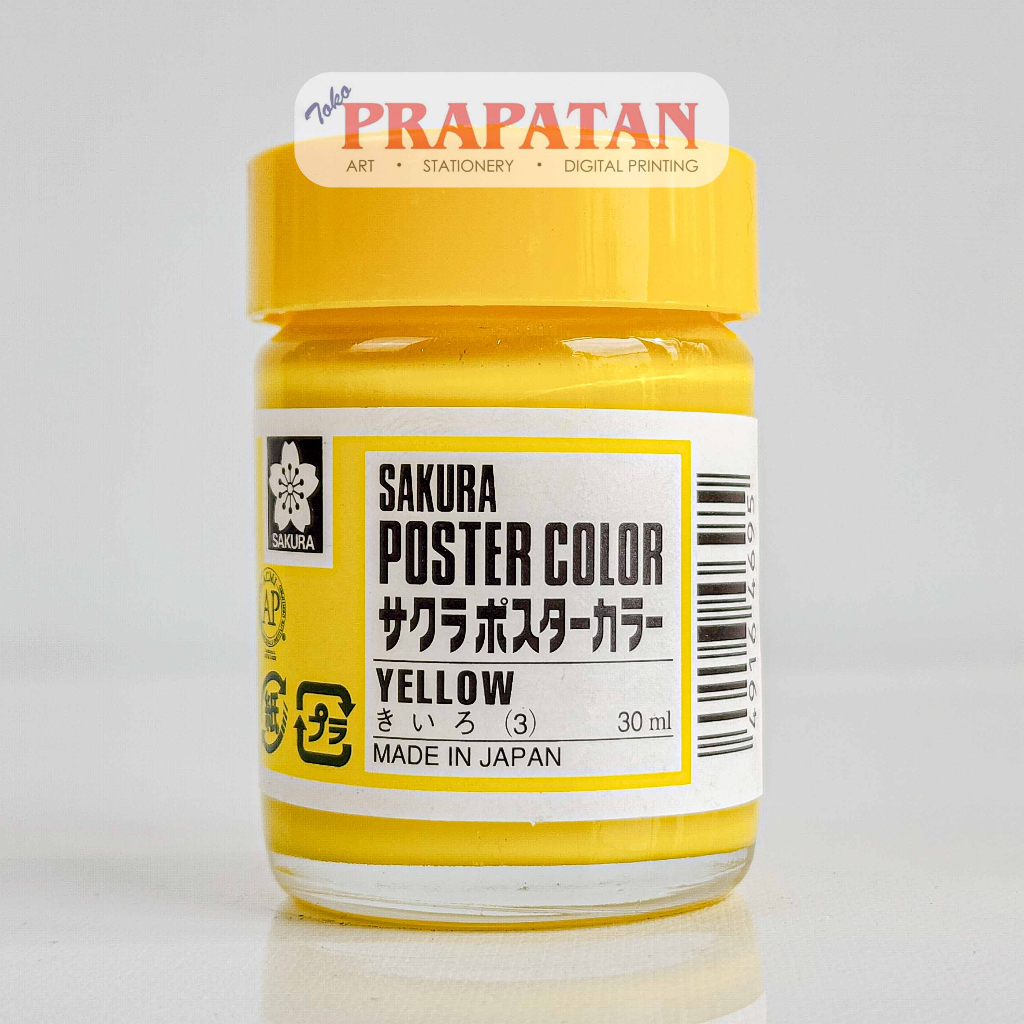 Toko
PRAPATAN
ART • STATIONERY • DIGITAL PRINTING
SAKURA
SAKURA
POSTER COLOR
サクラポスターカラー
YELLOW
きいろ (3) 30 ml
MADE IN JAPAN
AP
紙
プラ